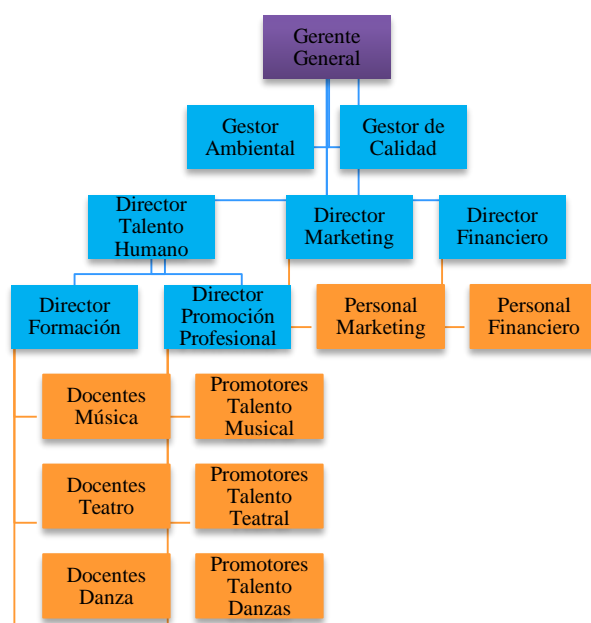 Gerente
General
Gestor
Ambiental
Gestor de
Calidad
Director
Talento
Humano
Director
Marketing
Director
Financiero
Director
Formación
Director
Promoción
Profesional
Personal
Marketing
Personal
Financiero
Docentes
Música
Promotores
Talento
Musical
Docentes
Teatro
Promotores
Talento
Teatral
Docentes
Danza
Promotores
Talento
Danzas